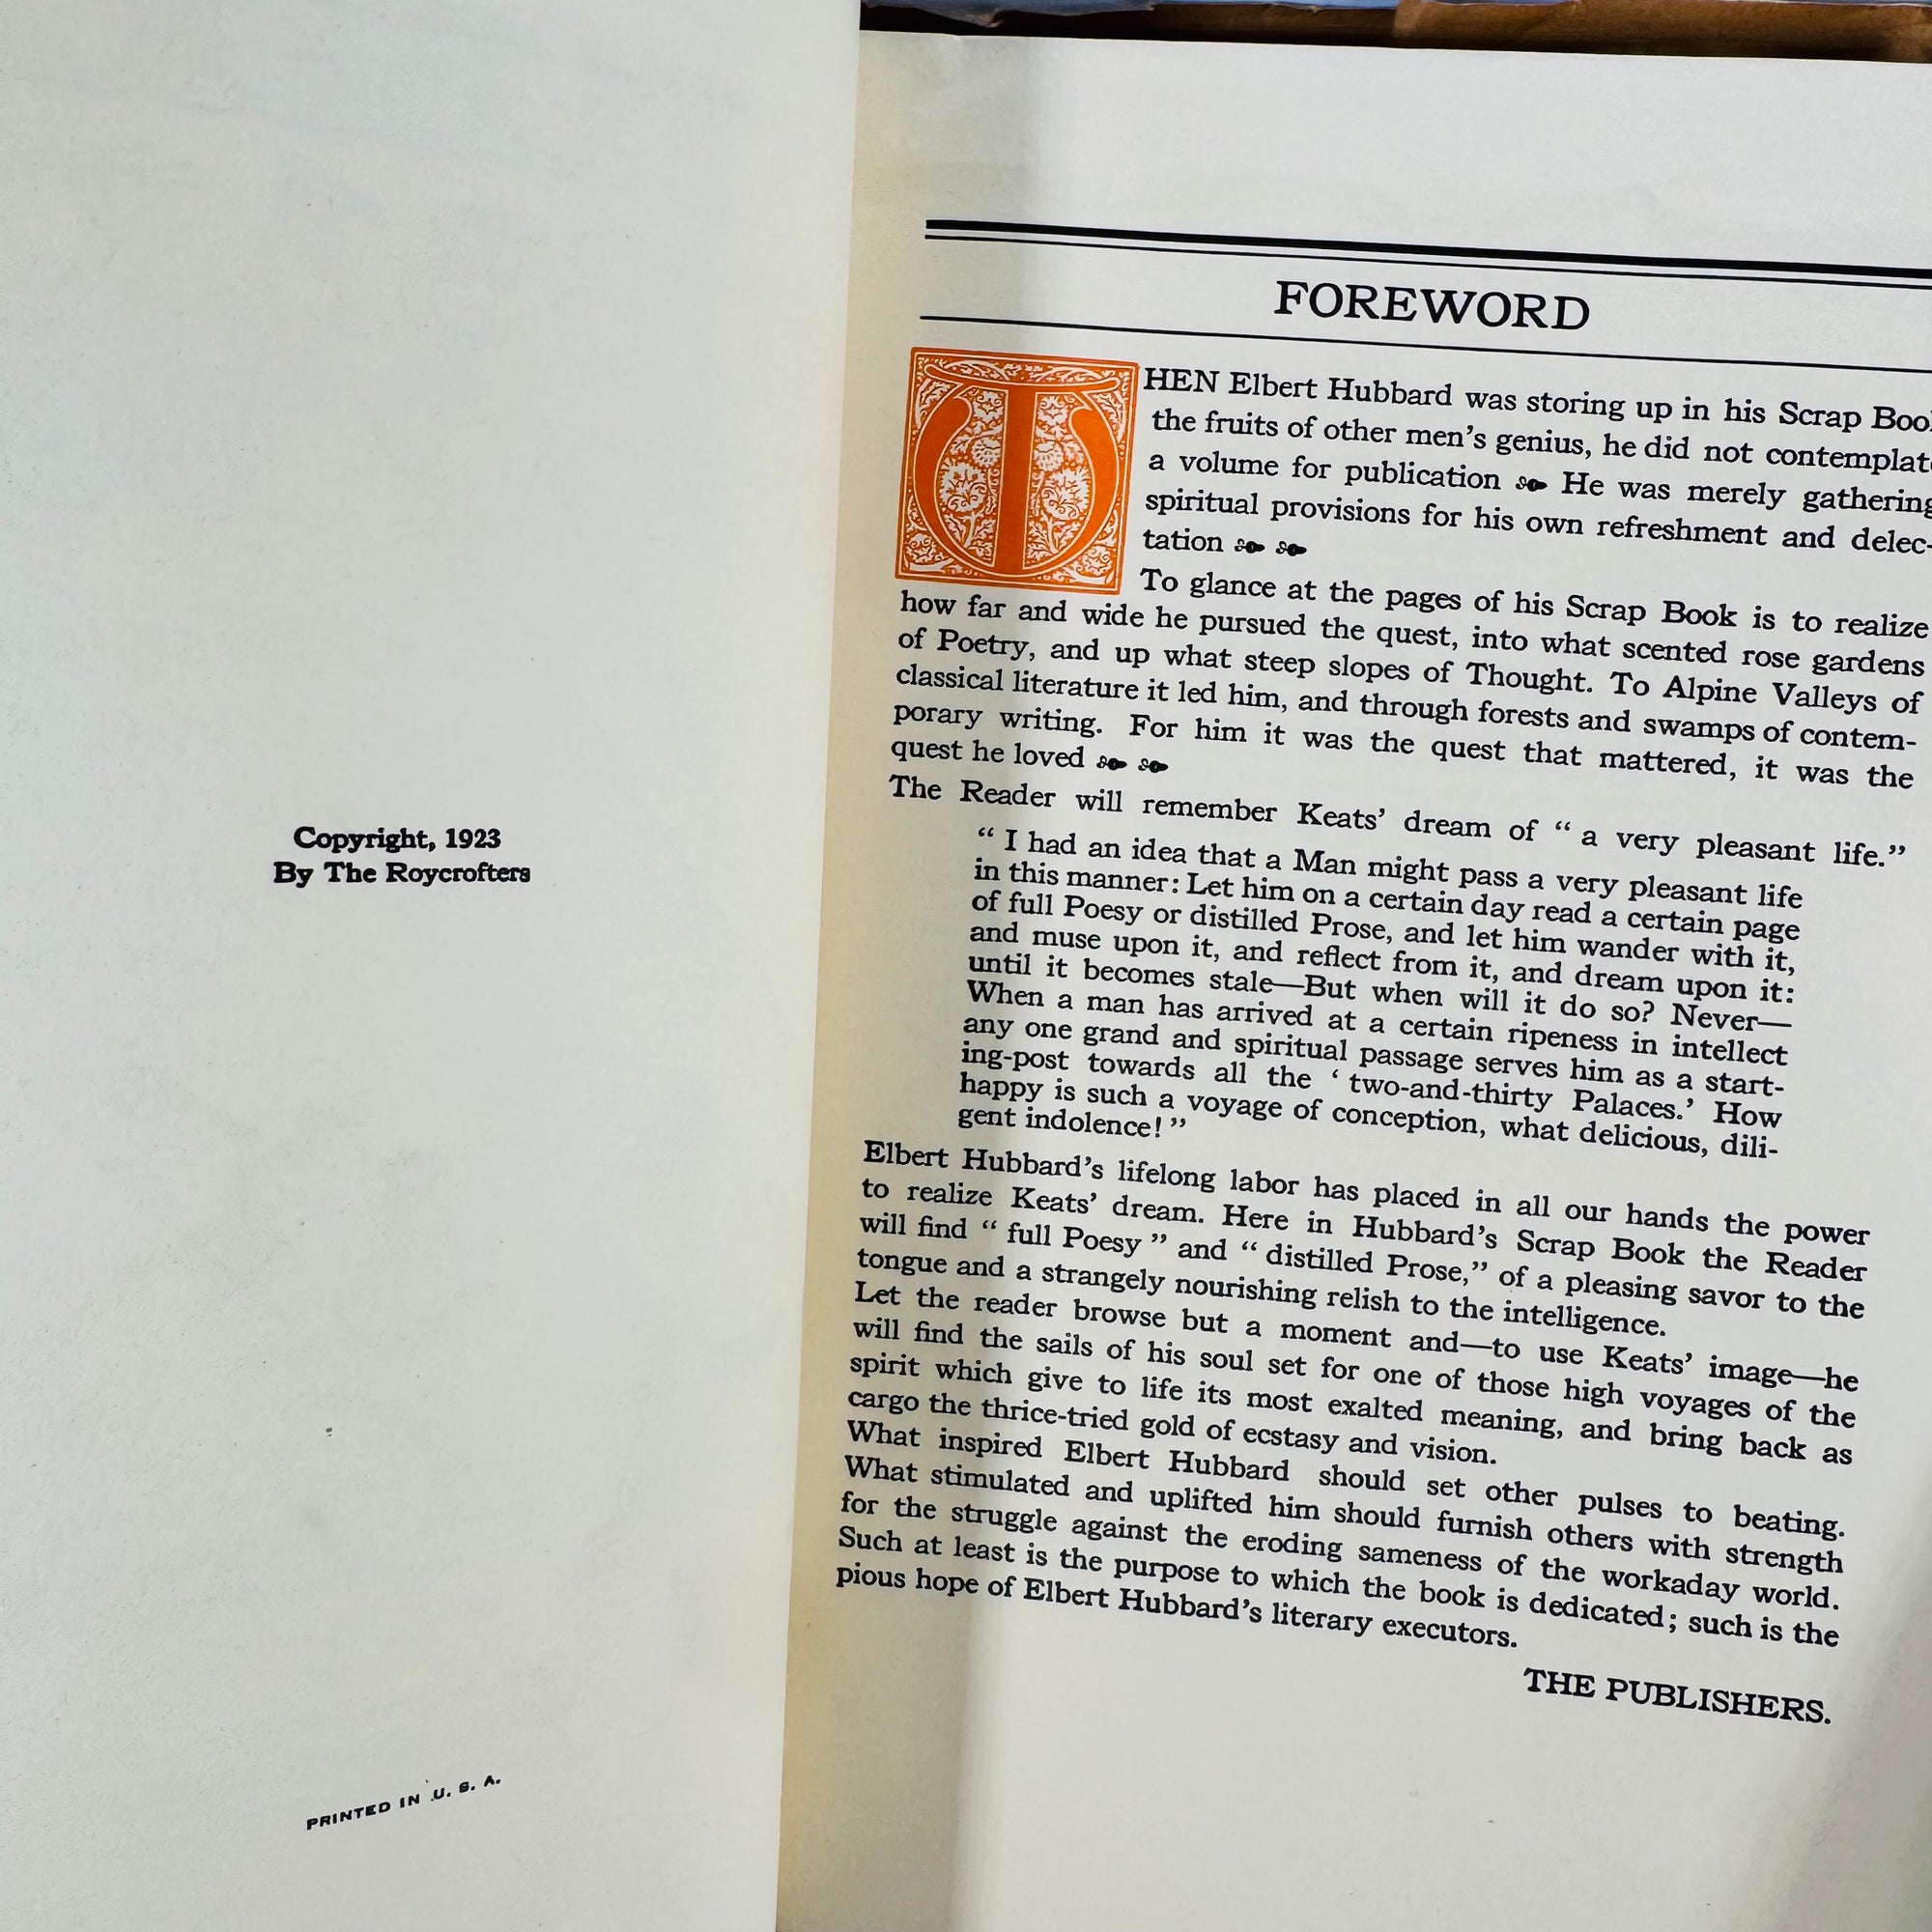 Copyright, 1923
By The Roycrofters
PRINTED IN U. S. A.
FOREWORD
THEN Elbert Hubbard was storing up in his Scrap Book
the fruits of other men's genius, he did not contemplate
a volume for publication He was merely gathering
spiritual provisions for his own refreshment and delec-
tation
To glance at the pages of his Scrap Book is to realize
how far and wide he pursued the quest, into what scented rose gardens
of Poetry, and up what steep slopes of Thought. To Alpine Valleys of
classical literature it led him, and through forests and swamps of contem-
porary writing. For him it was the quest that mattered, it was the
quest he loved
The Reader will remember Keats' dream of “ a very pleasant life.”
“ I had an idea that a Man might pass a very pleasant life
in this manner: Let him on a certain day read a certain page
of full Poesy or distilled Prose, and let him wander with it,
and muse upon it, and reflect from it, and dream upon it:
until it becomes stale—But when will it do so? Never—
When a man has arrived at a certain ripeness in intellect
any one grand and spiritual passage serves him as a start-
ing-post towards all the ‘ two-and-thirty Palaces.’ How
happy is such a voyage of conception, what delicious, dili-
gent indolence! ”
Elbert Hubbard's lifelong labor has placed in all our hands the power
to realize Keats' dream. Here in Hubbard's Scrap Book the Reader
will find “ full Poesy ” and “ distilled Prose,” of a pleasing savor to the
tongue and a strangely nourishing relish to the intelligence.
Let the reader browse but a moment and—to use Keats' image—he
will find the sails of his soul set for one of those high voyages of the
spirit which give to life its most exalted meaning, and bring back as
cargo the thrice-tried gold of ecstasy and vision.
What inspired Elbert Hubbard should set other pulses to beating.
What stimulated and uplifted him should furnish others with strength
for the struggle against the eroding sameness of the workaday world.
Such at least is the purpose to which the book is dedicated; such is the
pious hope of Elbert Hubbard's literary executors.
THE PUBLISHERS.